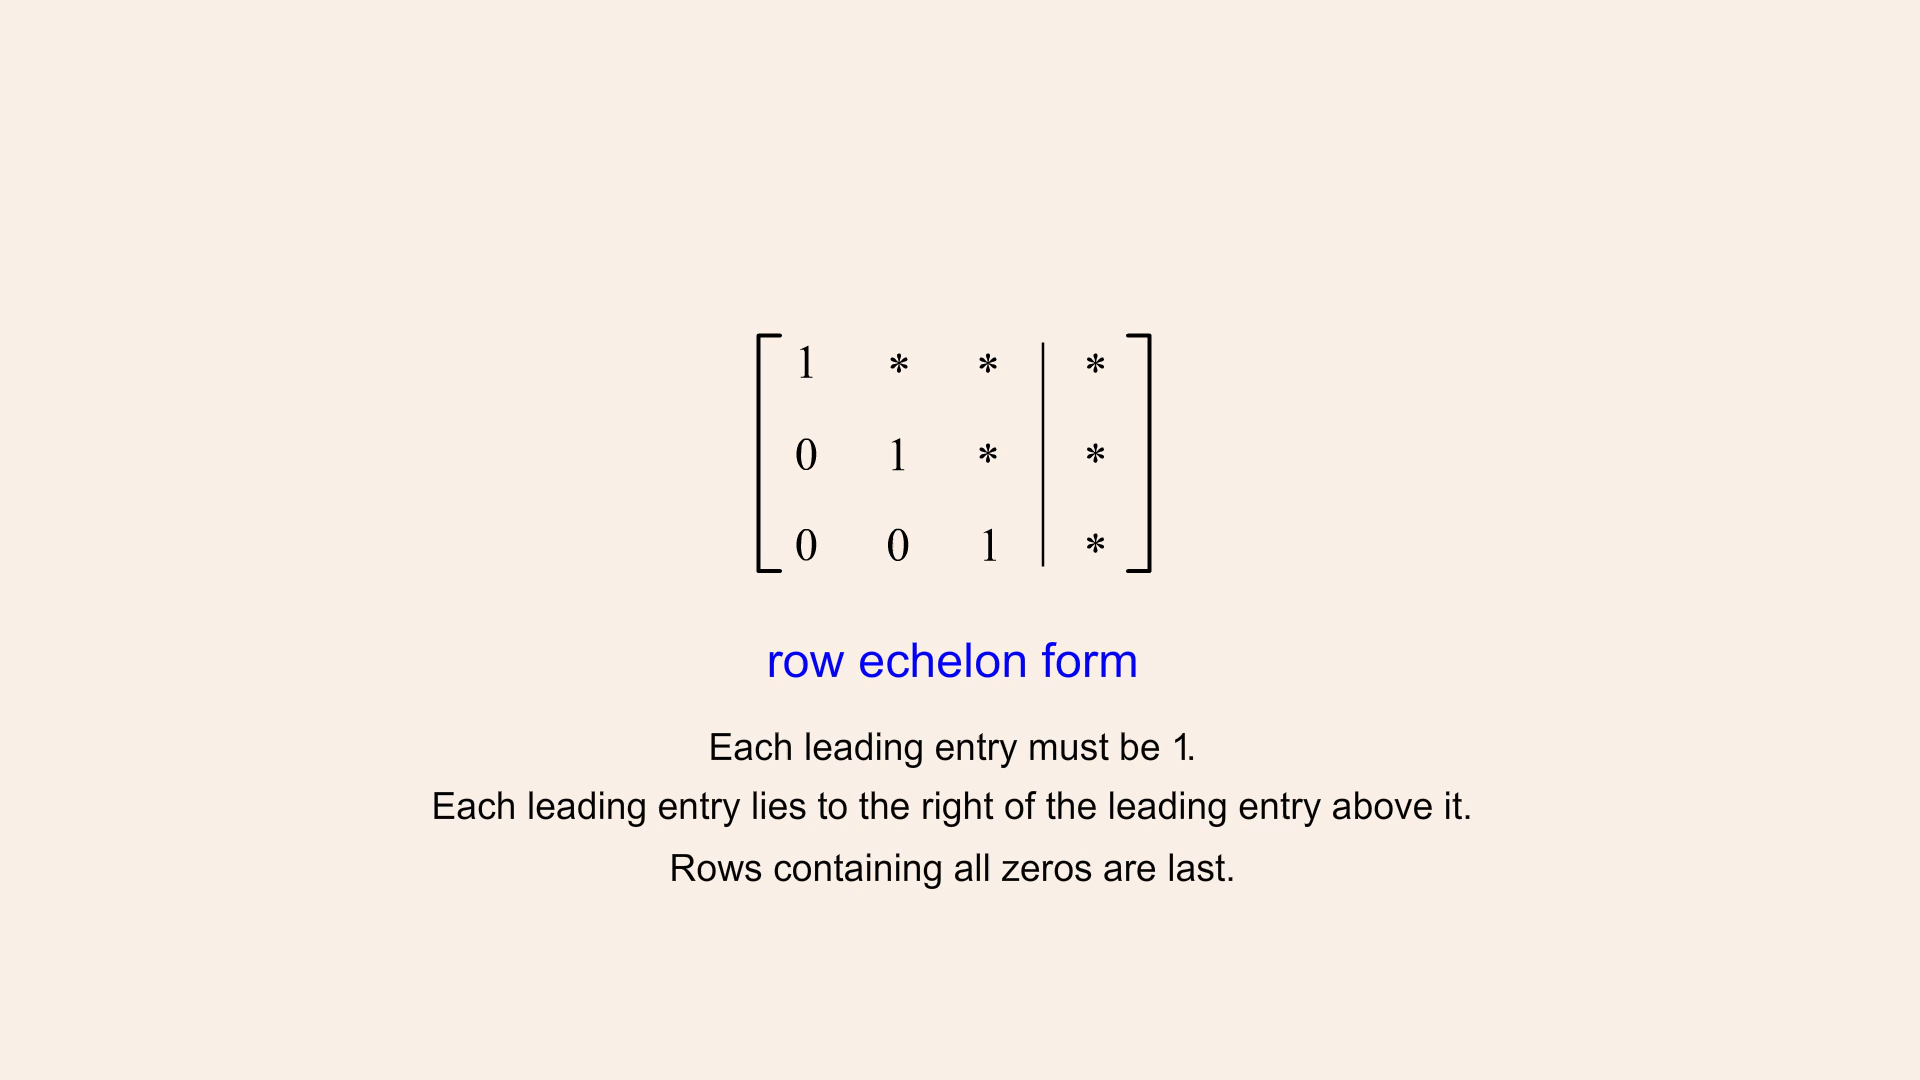 1 * * | *
0 1 * | *
0 0 1 | *
row echelon form
Each leading entry must be 1.
Each leading entry lies to the right of the leading entry above it.
Rows containing all zeros are last.